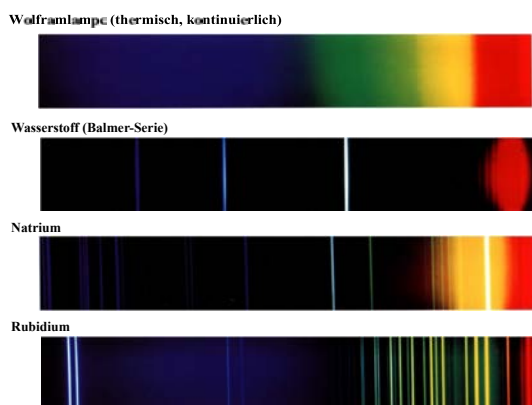 Wolframlampe (thermisch, kontinuierlich)
Wasserstoff (Balmer-Serie)
Natrium
Rubidium